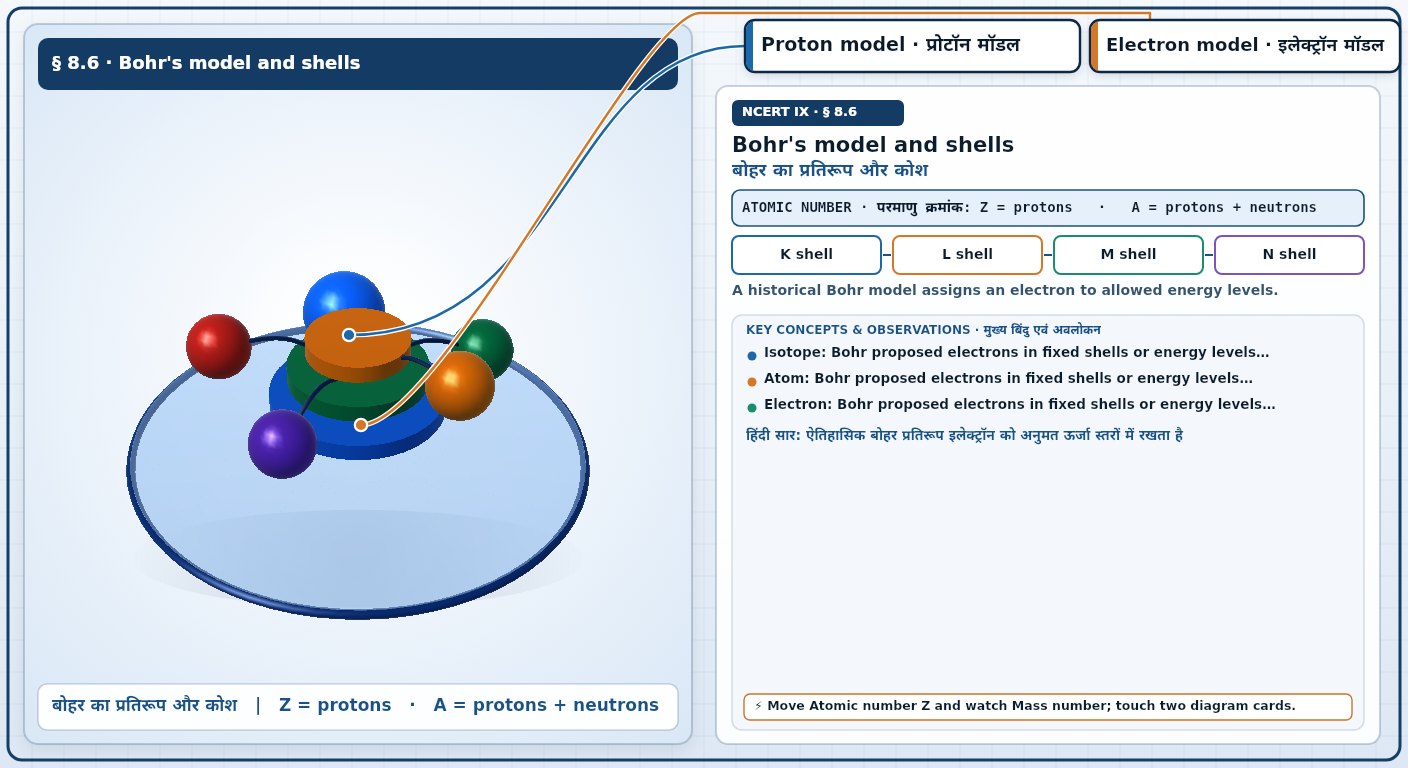 § 8.6 · Bohr's model and shells
Proton model · प्रोटॉन मॉडल
Electron model · इलेक्ट्रॉन मॉडल
NCERT IX · § 8.6
Bohr's model and shells
बोहर का प्रतिरूप और कोश
ATOMIC NUMBER · परमाणु क्रमांक: Z = protons · A = protons + neutrons
K shell
L shell
M shell
N shell
A historical Bohr model assigns an electron to allowed energy levels.
KEY CONCEPTS & OBSERVATIONS · मुख्य बिंदु एवं अवलोकन
Isotope: Bohr proposed electrons in fixed shells or energy levels…
Atom: Bohr proposed electrons in fixed shells or energy levels…
Electron: Bohr proposed electrons in fixed shells or energy levels…
हिंदी सार: ऐतिहासिक बोहर प्रतिरूप इलेक्ट्रॉन को अनुमत ऊर्जा स्तरों में रखता है
⚡ Move Atomic number Z and watch Mass number; touch two diagram cards.
बोहर का प्रतिरूप और कोश | Z = protons · A = protons + neutrons